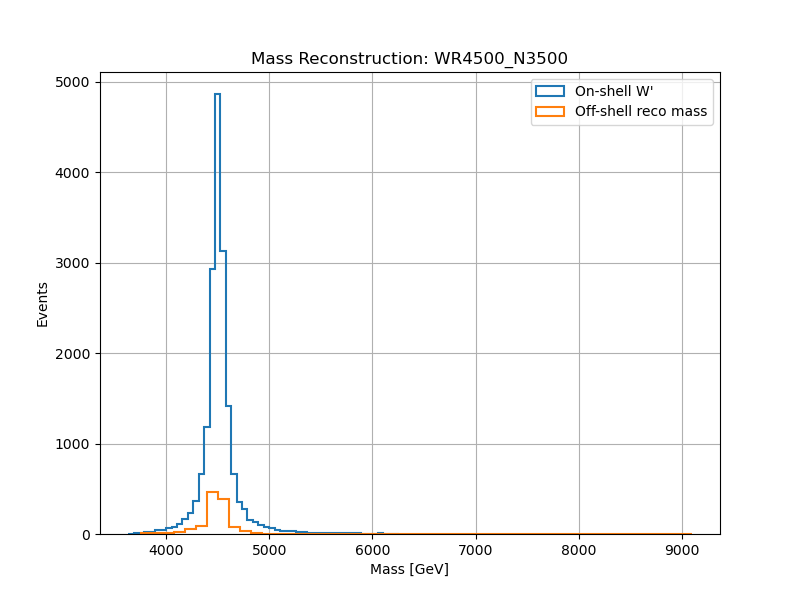 Mass Reconstruction: WR4500_N3500
On-shell W'
Off-shell reco mass
5000
4000
3000
2000
1000
0
Events
4000 5000 6000 7000 8000 9000
Mass [GeV]